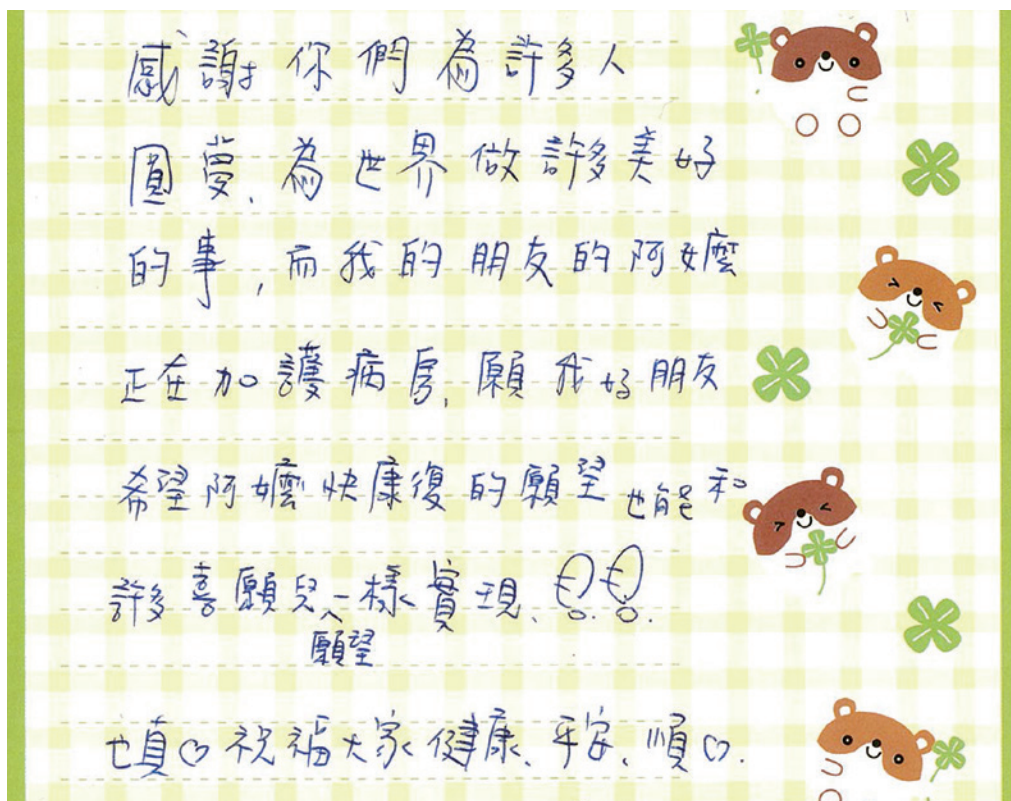 感謝你們為許多人
圓夢,為世界做許多美好
的事,而我的朋友的阿嬤
正在加護病房,願我好朋友
希望阿嬤快康復的願望也能和
許多喜願兒願望一樣實現、!!
也真♡祝福大家健康、平安、順♡.